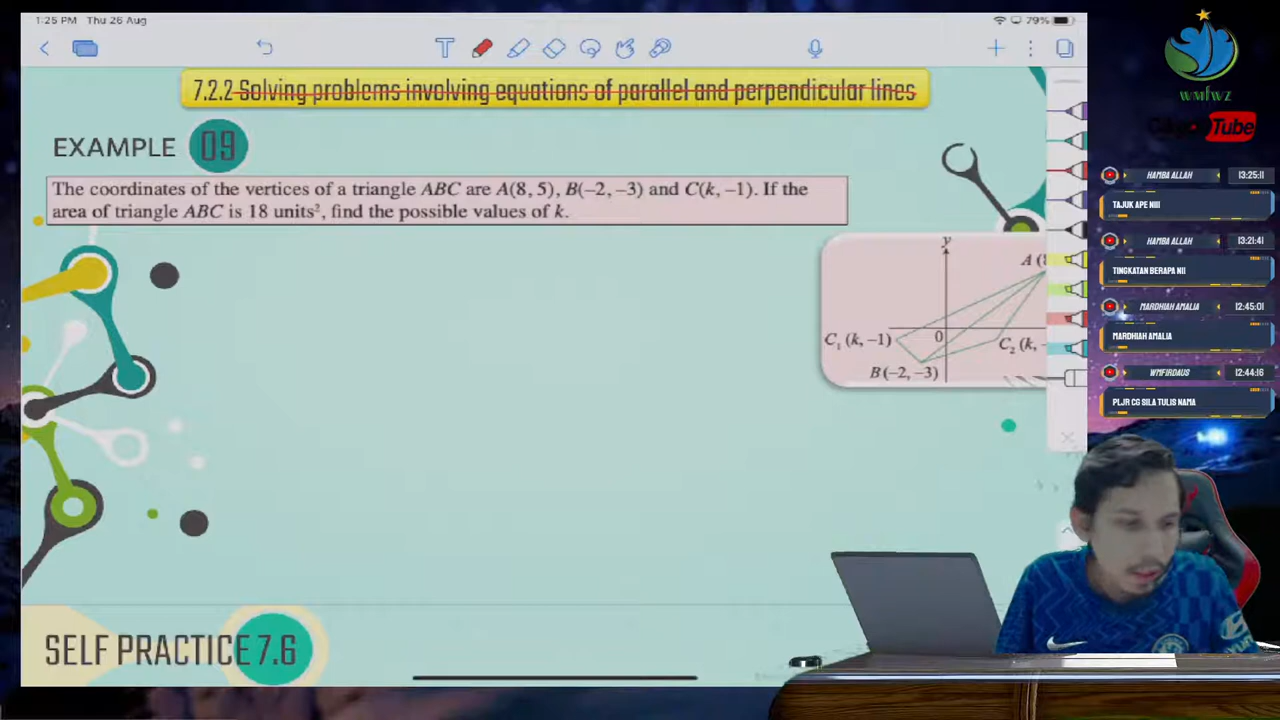 1:25 PM Thu 26 Aug
79%
7.2.2 Solving problems involving equations of parallel and perpendicular lines
EXAMPLE 09
The coordinates of the vertices of a triangle ABC are A(8, 5), B(−2, −3) and C(k, −1). If the
area of triangle ABC is 18 units², find the possible values of k.
y
A (
C₁ (k, −1)
0
C₂ (k, −
B(−2, −3)
SELF PRACTICE 7.6
wmfwz
Tube
HAMBA ALLAH 13:25:11
TAJUK APE NIII
HAMBA ALLAH 13:21:41
TINGKATAN BERAPA NII
MARDHIAH AMALIA 12:45:01
MARDHIAH AMALIA
WMFIRDAUS 12:44:16
PLJR CG SILA TULIS NAMA